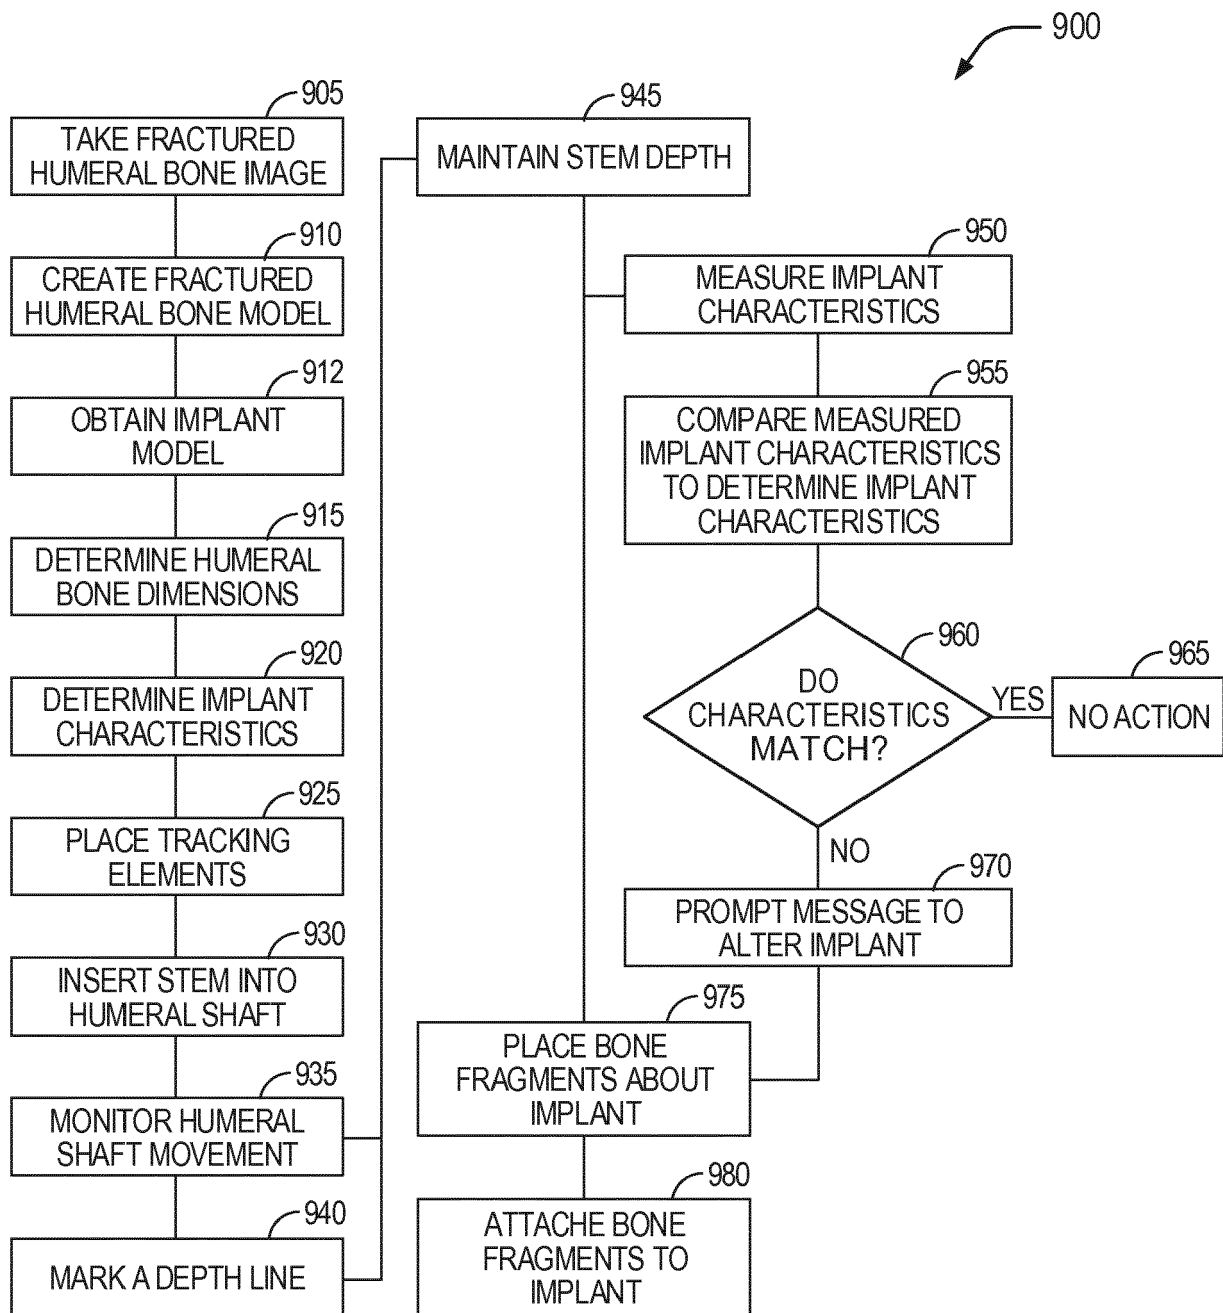 900
905
TAKE FRACTURED
HUMERAL BONE IMAGE
910
CREATE FRACTURED
HUMERAL BONE MODEL
912
OBTAIN IMPLANT
MODEL
915
DETERMINE HUMERAL
BONE DIMENSIONS
920
DETERMINE IMPLANT
CHARACTERISTICS
925
PLACE TRACKING
ELEMENTS
930
INSERT STEM INTO
HUMERAL SHAFT
935
MONITOR HUMERAL
SHAFT MOVEMENT
940
MARK A DEPTH LINE
945
MAINTAIN STEM DEPTH
950
MEASURE IMPLANT
CHARACTERISTICS
955
COMPARE MEASURED
IMPLANT CHARACTERISTICS
TO DETERMINE IMPLANT
CHARACTERISTICS
960
DO
CHARACTERISTICS
MATCH?
YES
965
NO ACTION
NO
970
PROMPT MESSAGE TO
ALTER IMPLANT
975
PLACE BONE
FRAGMENTS ABOUT
IMPLANT
980
ATTACHE BONE
FRAGMENTS TO
IMPLANT